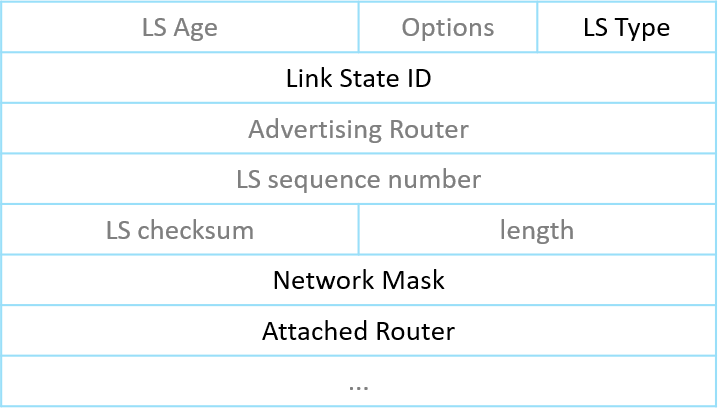 LS Age Options LS Type
Link State ID
Advertising Router
LS sequence number
LS checksum length
Network Mask
Attached Router
...